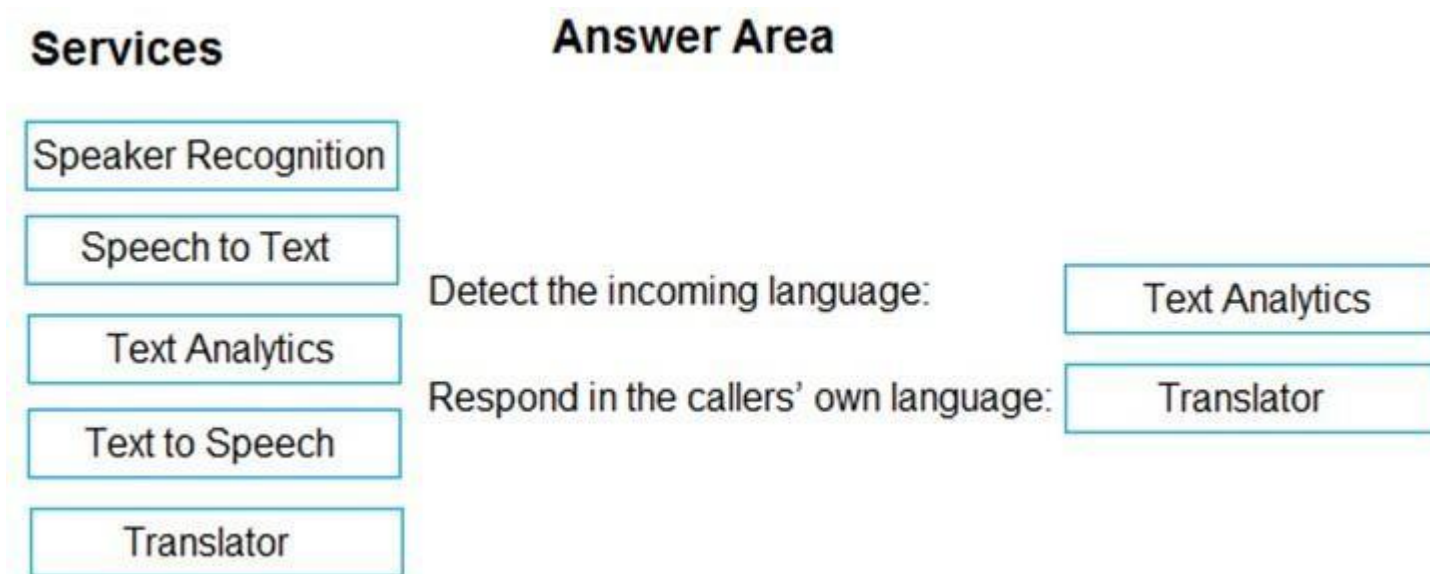 Services
Answer Area
Speaker Recognition
Speech to Text
Text Analytics
Text to Speech
Translator
Detect the incoming language:
Text Analytics
Respond in the callers’ own language:
Translator